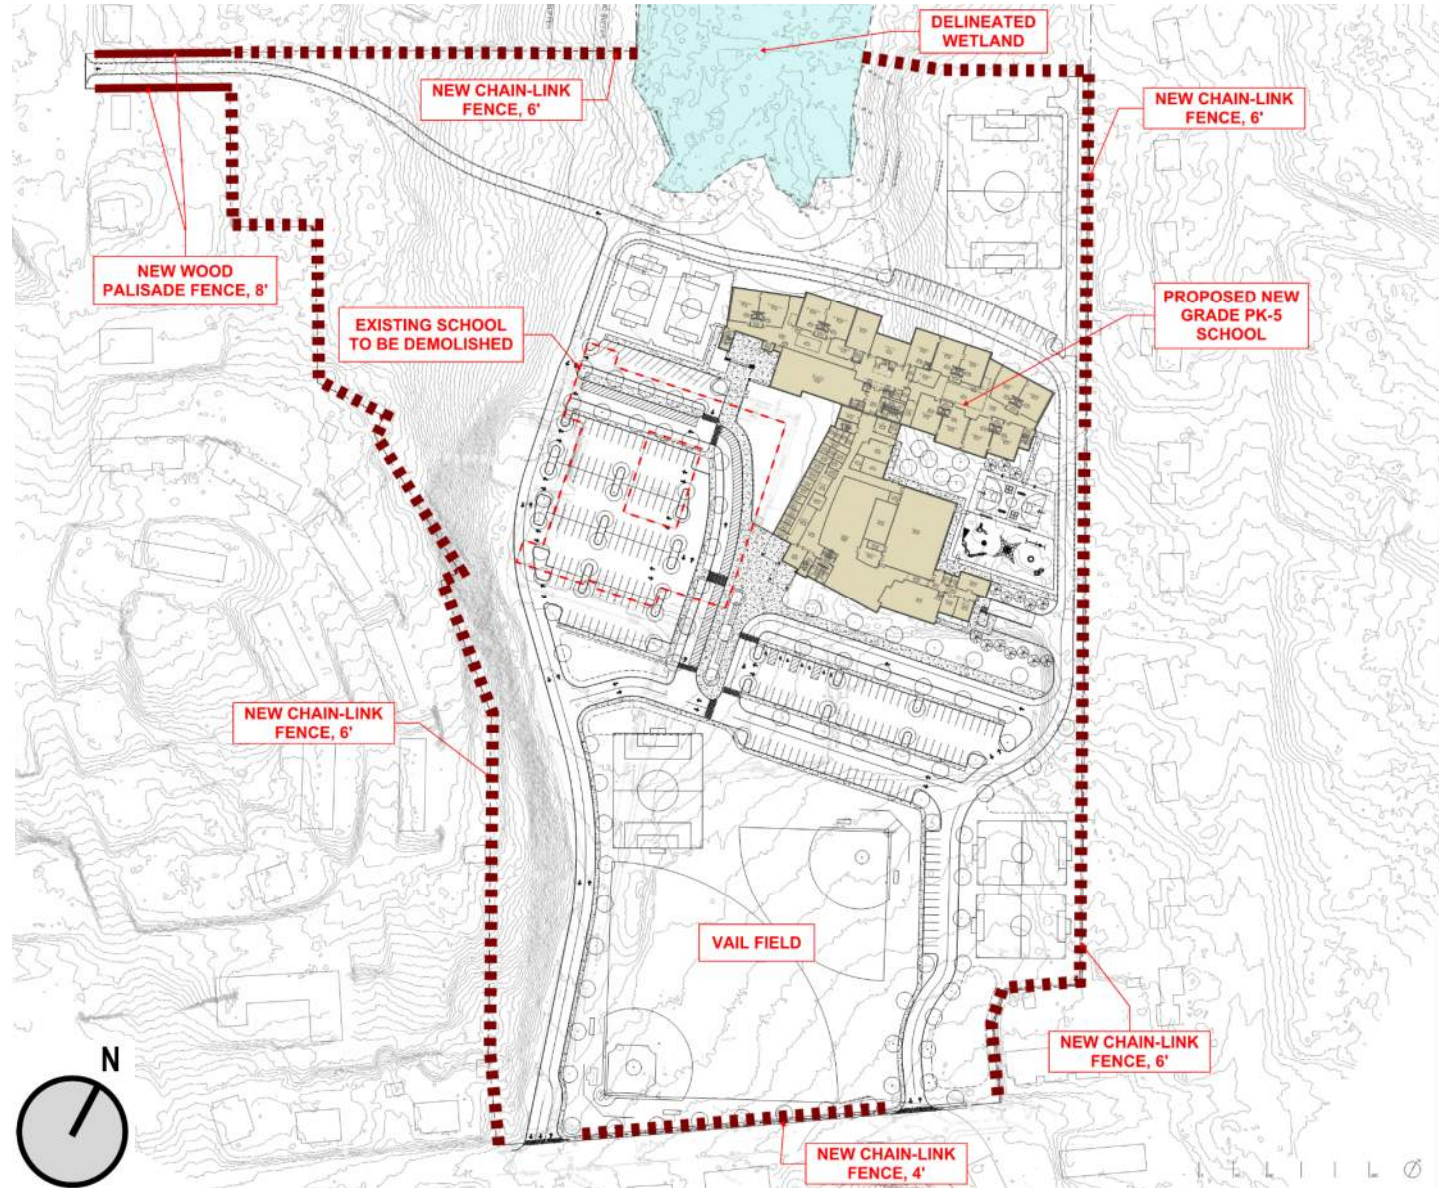 DELINEATED
WETLAND
NEW CHAIN-LINK
FENCE, 6'
NEW CHAIN-LINK
FENCE, 6'
NEW WOOD
PALISADE FENCE, 8'
EXISTING SCHOOL
TO BE DEMOLISHED
PROPOSED NEW
GRADE PK-5
SCHOOL
NEW CHAIN-LINK
FENCE, 6'
VAIL FIELD
NEW CHAIN-LINK
FENCE, 6'
N
NEW CHAIN-LINK
FENCE, 4'